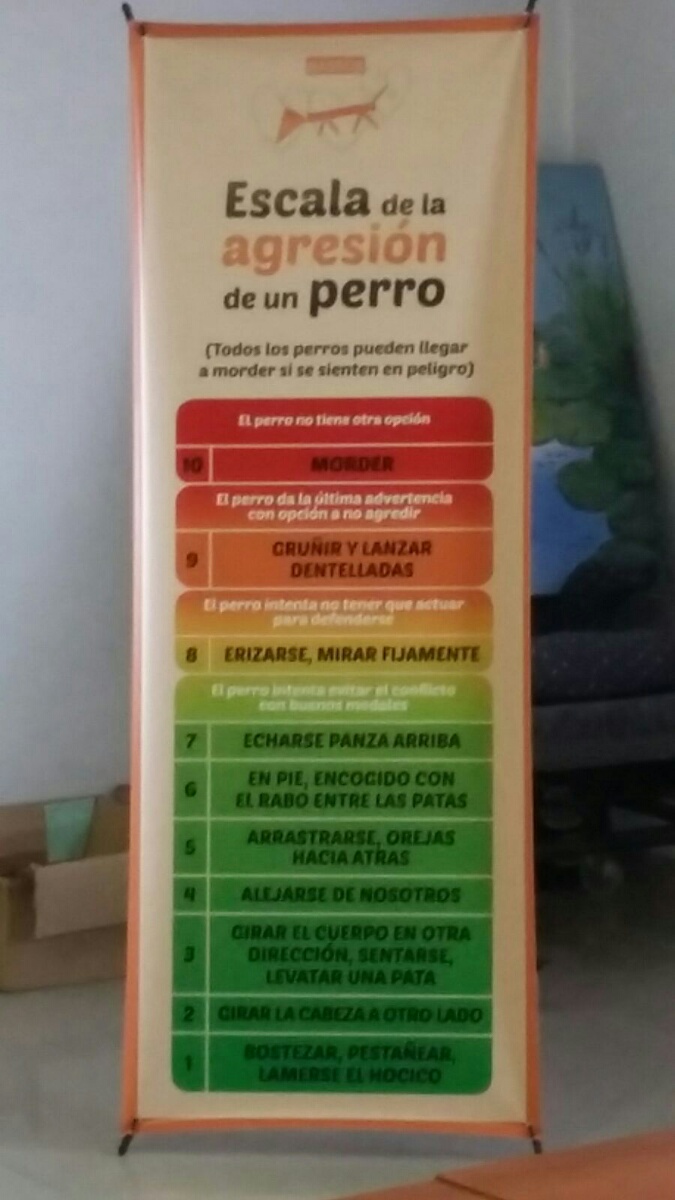 Escala de la
agresión
de un perro
(Todos los perros pueden llegar
a morder si se sienten en peligro)
El perro no tiene otra opción
10 MORDER
El perro da la última advertencia
con opción a no agredir
9 GRUÑIR Y LANZAR
DENTELLADAS
El perro intenta no tener que actuar
para defenderse
8 ERIZARSE, MIRAR FIJAMENTE
El perro intenta evitar el conflicto
con buenos modales
7 ECHARSE PANZA ARRIBA
6 EN PIE, ENCOGIDO CON
EL RABO ENTRE LAS PATAS
5 ARRASTRARSE, OREJAS
HACIA ATRAS
4 ALEJARSE DE NOSOTROS
3 GIRAR EL CUERPO EN OTRA
DIRECCIÓN, SENTARSE,
LEVATAR UNA PATA
2 GIRAR LA CABEZA A OTRO LADO
1 BOSTEZAR, PESTAÑEAR,
LAMERSE EL HOCICO